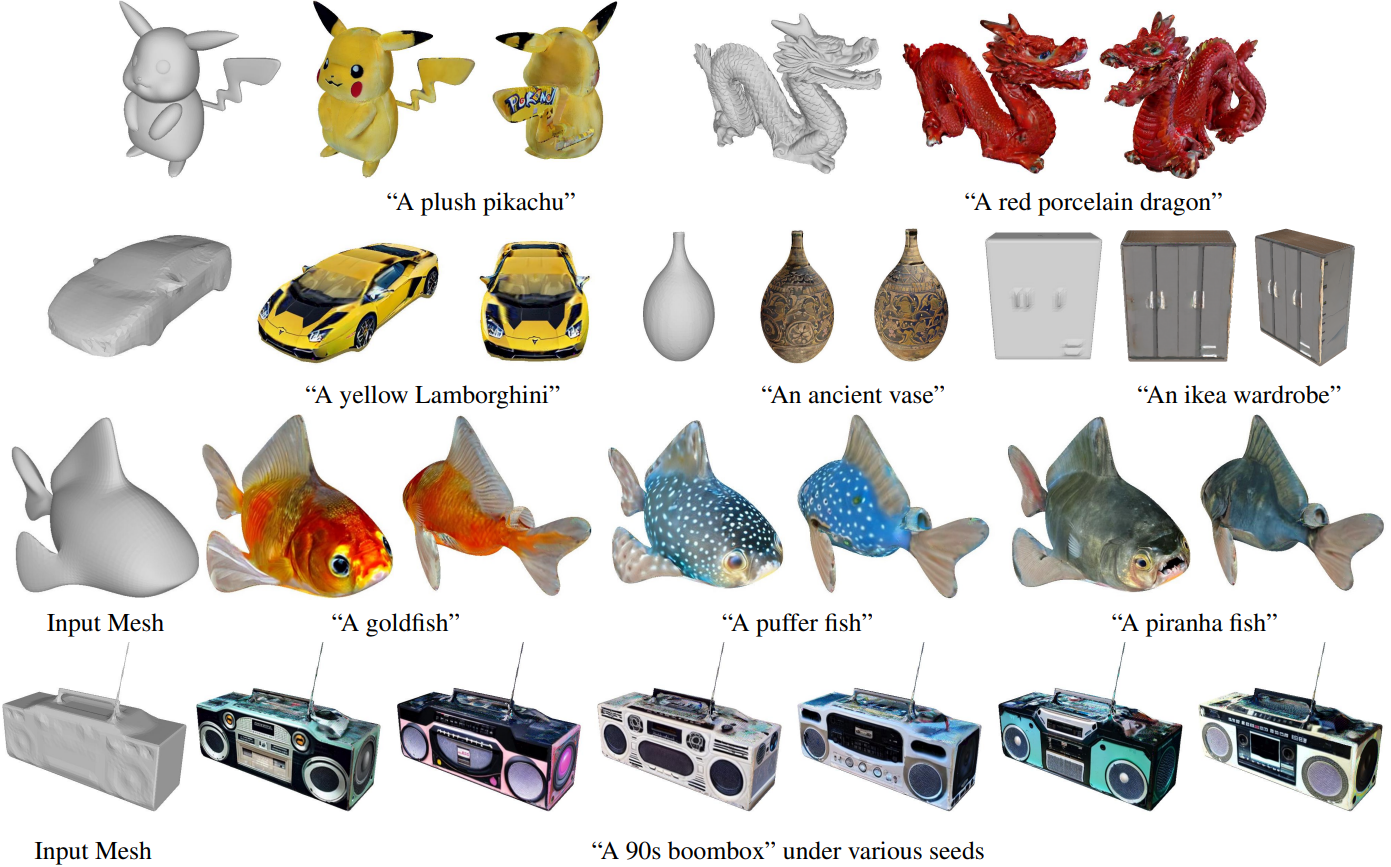 “A plush pikachu”
“A red porcelain dragon”
“A yellow Lamborghini”
“An ancient vase”
“An ikea wardrobe”
Input Mesh
“A goldfish”
“A puffer fish”
“A piranha fish”
Input Mesh
“A 90s boombox” under various seeds